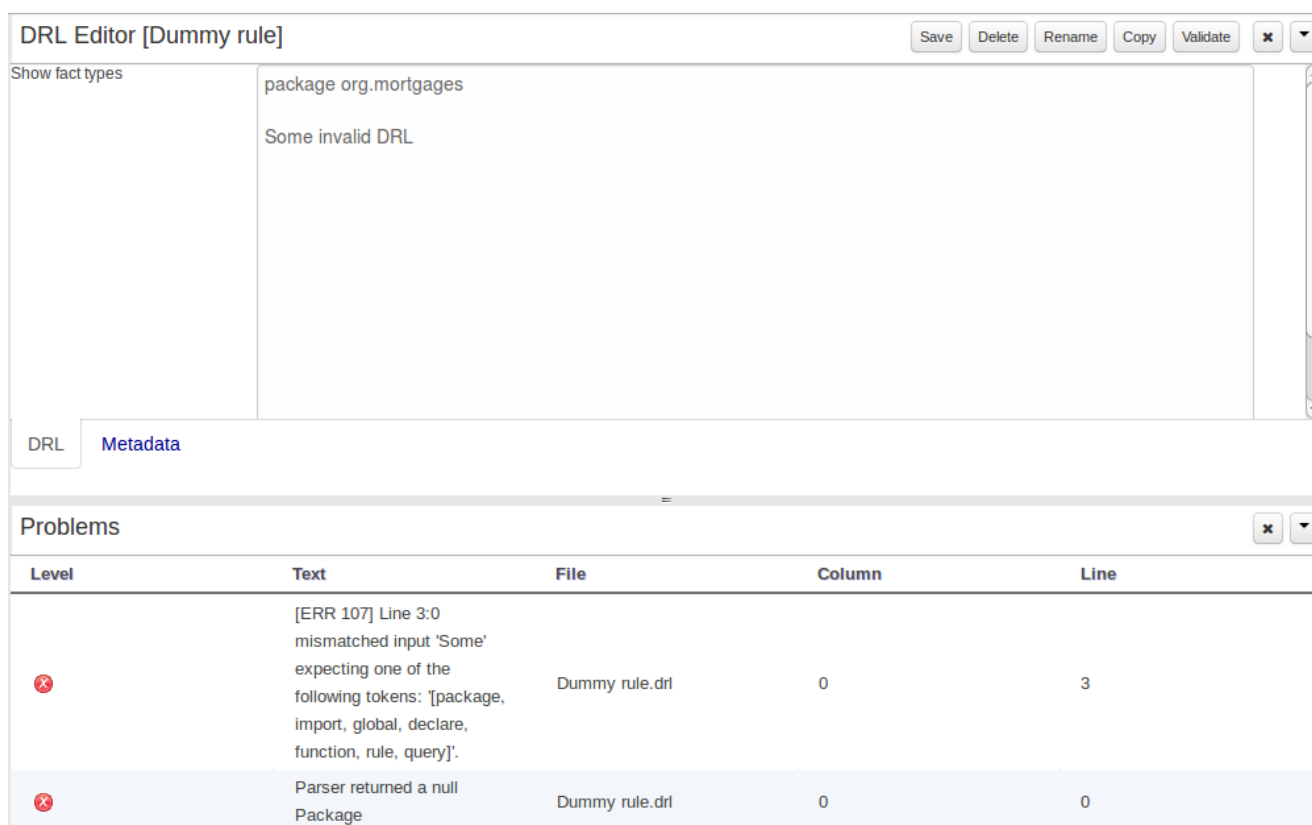 DRL Editor [Dummy rule]
Save Delete Rename Copy Validate
Show fact types
package org.mortgages
Some invalid DRL
DRL Metadata
Problems
Level Text File Column Line
[ERR 107] Line 3:0
mismatched input 'Some'
expecting one of the
following tokens: '[package,
import, global, declare,
function, rule, query]'.
Dummy rule.drl 0 3
Parser returned a null
Package
Dummy rule.drl 0 0